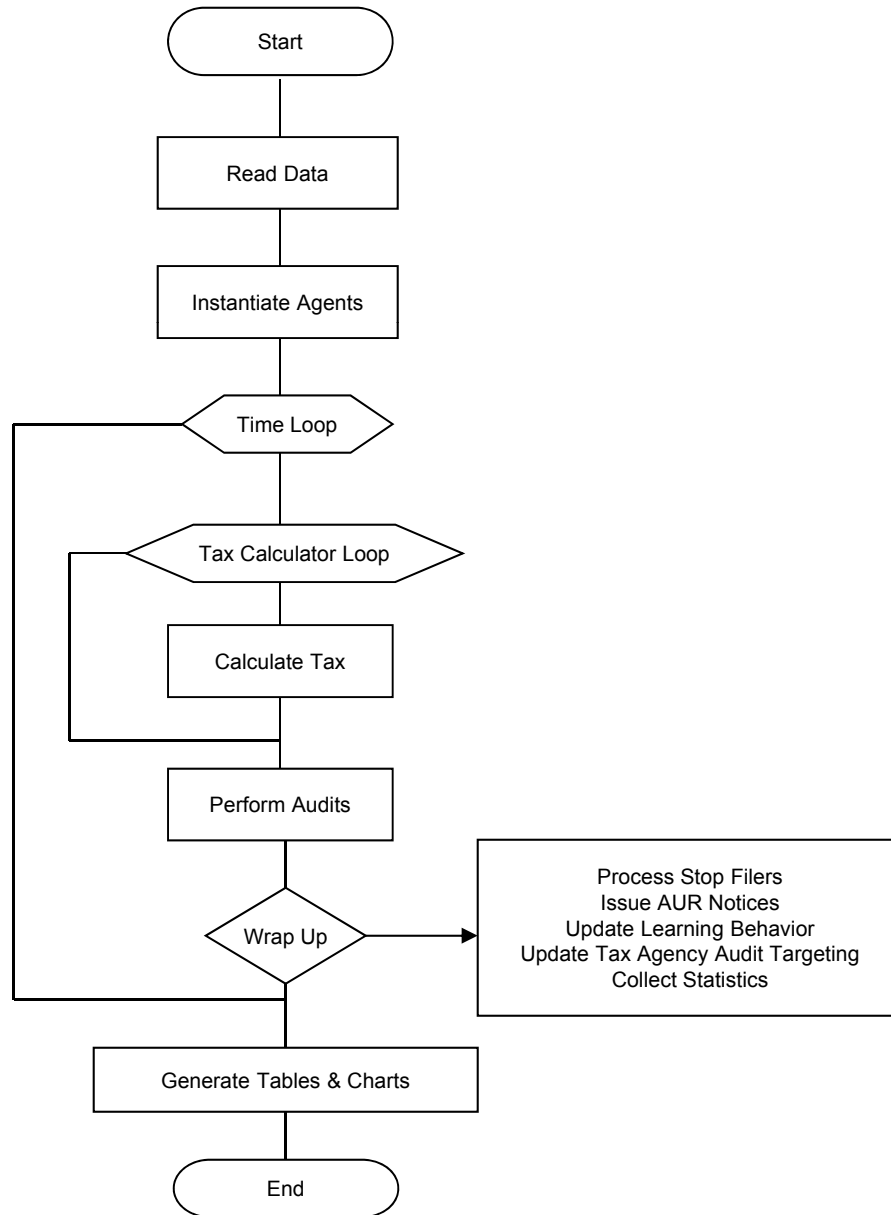 Start
Read Data
Instantiate Agents
Time Loop
Tax Calculator Loop
Calculate Tax
Perform Audits
Wrap Up
Process Stop Filers
Issue AUR Notices
Update Learning Behavior
Update Tax Agency Audit Targeting
Collect Statistics
Generate Tables & Charts
End